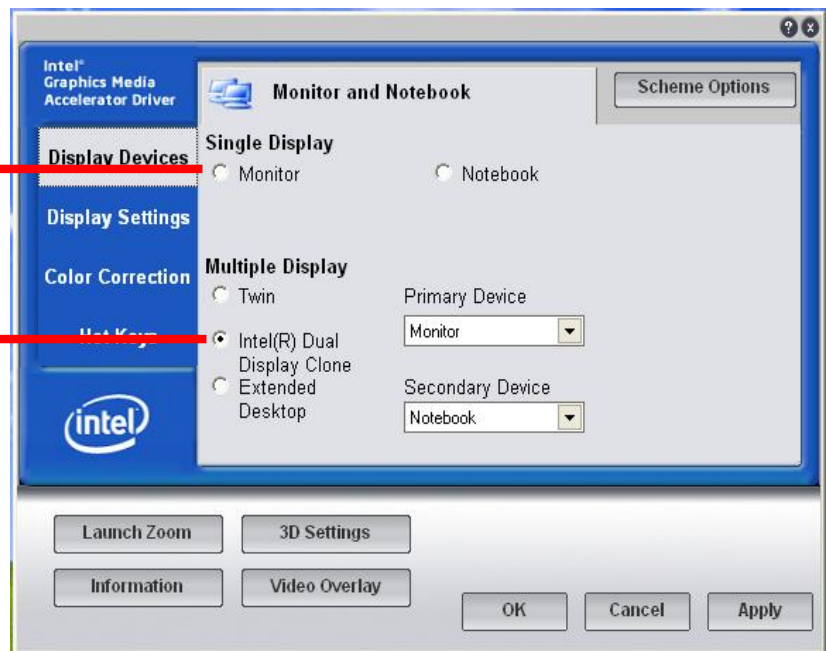 Intel®
Graphics Media
Accelerator Driver
Monitor and Notebook
Scheme Options
Display Devices
Display Settings
Color Correction
Hot Keys
intel
Single Display
Monitor
Notebook
Multiple Display
Twin
Intel(R) Dual
Display Clone
Extended
Desktop
Primary Device
Monitor
Secondary Device
Notebook
Launch Zoom
3D Settings
Information
Video Overlay
OK
Cancel
Apply